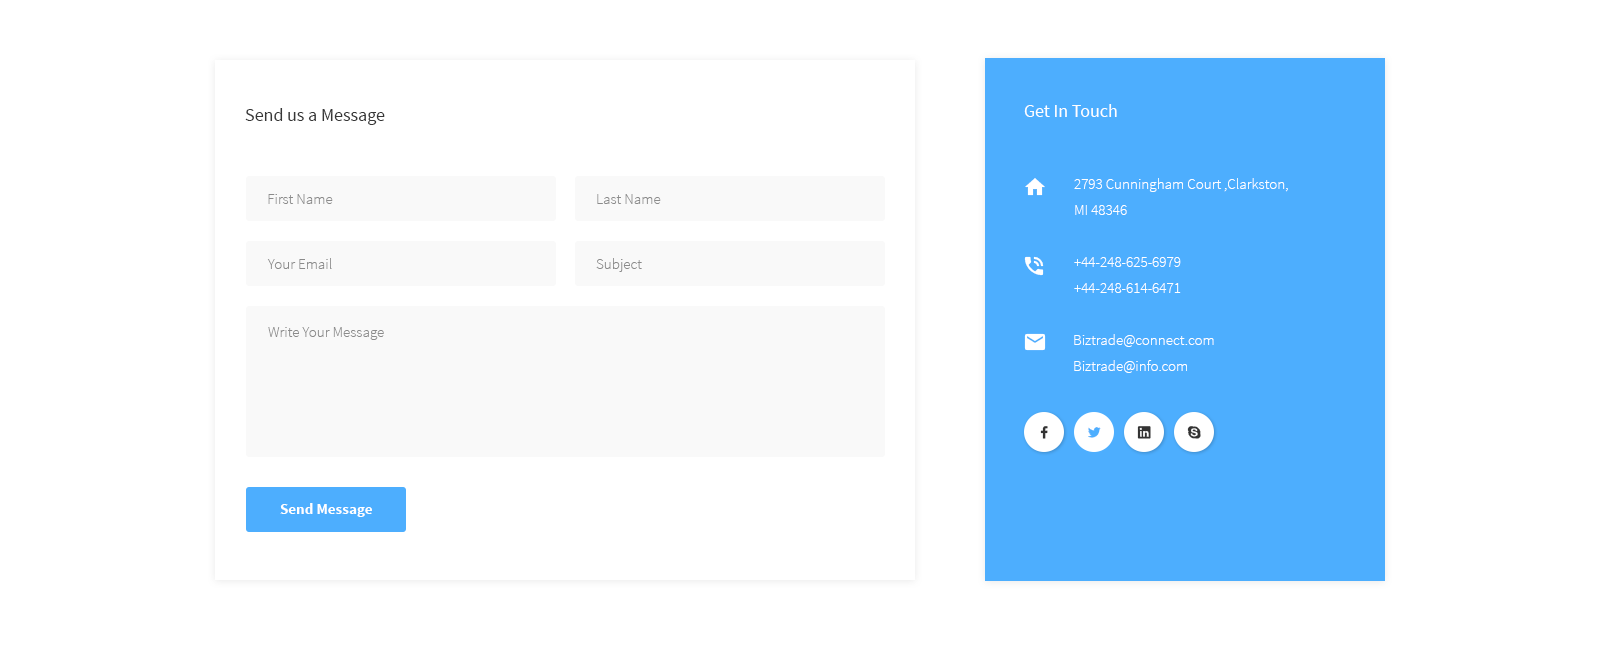 Send us a Message
First Name
Last Name
Your Email
Subject
Write Your Message
Send Message
Get In Touch
2793 Cunningham Court ,Clarkston,
MI 48346
+44-248-625-6979
+44-248-614-6471
Biztrade@connect.com
Biztrade@info.com